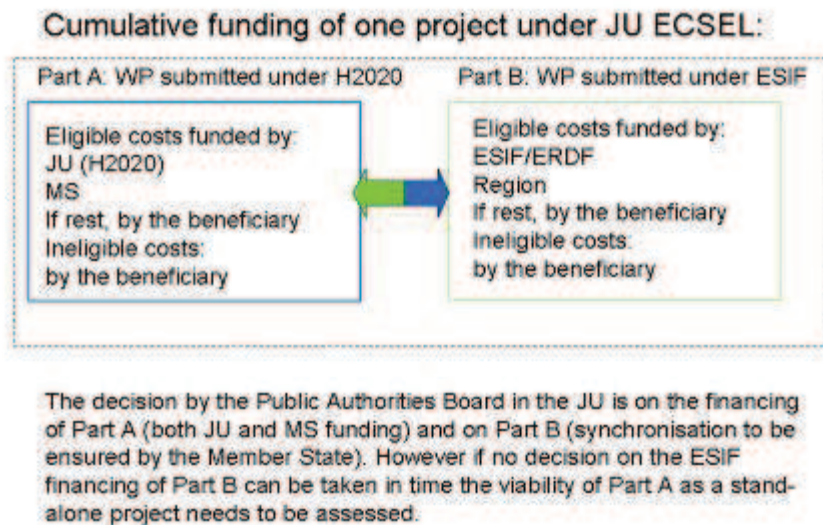 Cumulative funding of one project under JU ECSEL:
Part A: WP submitted under H2020
Eligible costs funded by:
JU (H2020)
MS
If rest, by the beneficiary
Ineligible costs:
by the beneficiary
Part B: WP submitted under ESIF
Eligible costs funded by:
ESIF/ERDF
Region
If rest, by the beneficiary
Ineligible costs:
by the beneficiary
The decision by the Public Authorities Board in the JU is on the financing
of Part A (both JU and MS funding) and on Part B (synchronisation to be
ensured by the Member State). However if no decision on the ESIF
financing of Part B can be taken in time the viability of Part A as a stand-
alone project needs to be assessed.